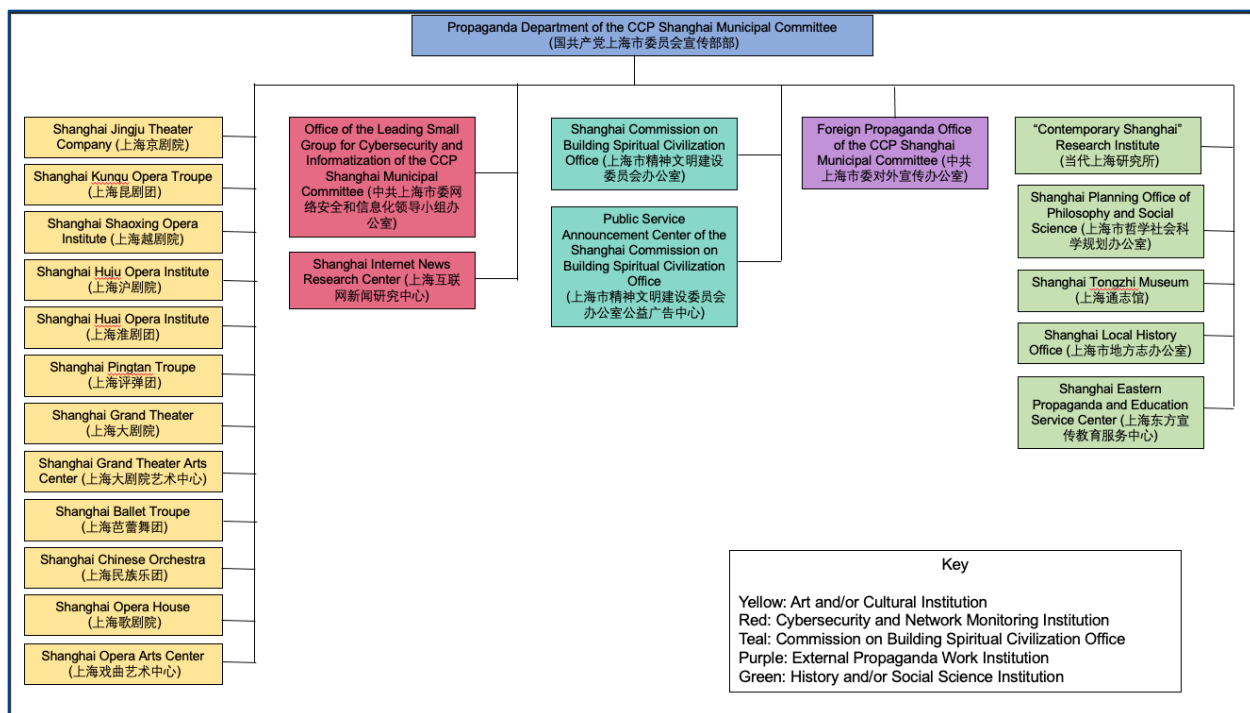 Propaganda Department of the CCP Shanghai Municipal Committee
(国共产党上海市委员会宣传部部)
Shanghai Jingju Theater
Company (上海京剧院)
Shanghai Kunqu Opera Troupe
(上海昆剧团)
Shanghai Shaoxing Opera
Institute (上海越剧院)
Shanghai Huju Opera Institute
(上海沪剧院)
Shanghai Huai Opera Institute
(上海淮剧团)
Shanghai Pingtan Troupe
(上海评弹团)
Shanghai Grand Theater
(上海大剧院)
Shanghai Grand Theater Arts
Center (上海大剧院艺术中心)
Shanghai Ballet Troupe
(上海芭蕾舞团)
Shanghai Chinese Orchestra
(上海民族乐团)
Shanghai Opera House
(上海歌剧院)
Shanghai Opera Arts Center
(上海戏曲艺术中心)
Office of the Leading Small
Group for Cybersecurity and
Informatization of the CCP
Shanghai Municipal
Committee (中共上海市委网
络安全和信息化领导小组办
公室)
Shanghai Internet News
Research Center (上海互联
网新闻研究中心)
Shanghai Commission on
Building Spiritual Civilization
Office (上海市精神文明建设
委员会办公室)
Public Service
Announcement Center of the
Shanghai Commission on
Building Spiritual Civilization
Office
(上海市精神文明建设委员会
办公室公益广告中心)
Foreign Propaganda Office
of the CCP Shanghai
Municipal Committee (中共
上海市委对外宣传办公室)
“Contemporary Shanghai”
Research Institute
(当代上海研究所)
Shanghai Planning Office of
Philosophy and Social
Science (上海市哲学社会科
学规划办公室)
Shanghai Tongzhi Museum
(上海通志馆)
Shanghai Local History
Office (上海市地方志办公室)
Shanghai Eastern
Propaganda and Education
Service Center (上海东方宣
传教育服务中心)
Key
Yellow: Art and/or Cultural Institution
Red: Cybersecurity and Network Monitoring Institution
Teal: Commission on Building Spiritual Civilization Office
Purple: External Propaganda Work Institution
Green: History and/or Social Science Institution